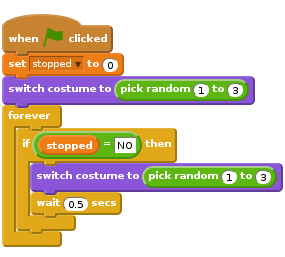 when clicked
set stopped to 0
switch costume to pick random 1 to 3
forever
if stopped = NO then
switch costume to pick random 1 to 3
wait 0.5 secs